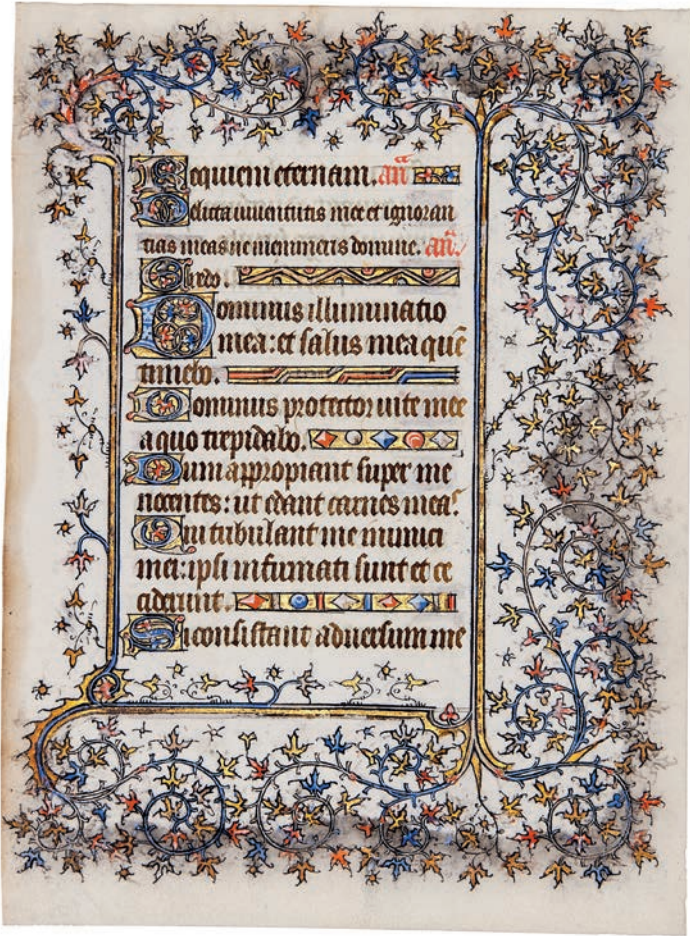 Requiem eternam. an̄
Delicta iuuentutis mee et ignoran
tias meas ne memineris domine. an̄.
Credo.
Dominus illuminatio
mea: et salus mea quē
timebo.
Dominus protector uite mee
a quo trepidabo.
Dum appropiant super me
nocentes: ut edant carnes meas.
Qui tribulant me inimici
mei: ipsi infirmati sunt et ce
ciderunt.
Si consistant aduersum me